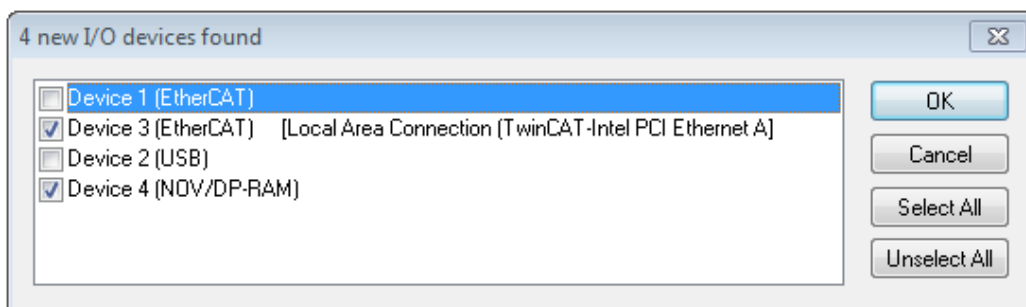 4 new I/O devices found
Device 1 (EtherCAT)
Device 3 (EtherCAT) [Local Area Connection (TwinCAT-Intel PCI Ethernet A]
Device 2 (USB)
Device 4 (NOV/DP-RAM)
OK
Cancel
Select All
Unselect All